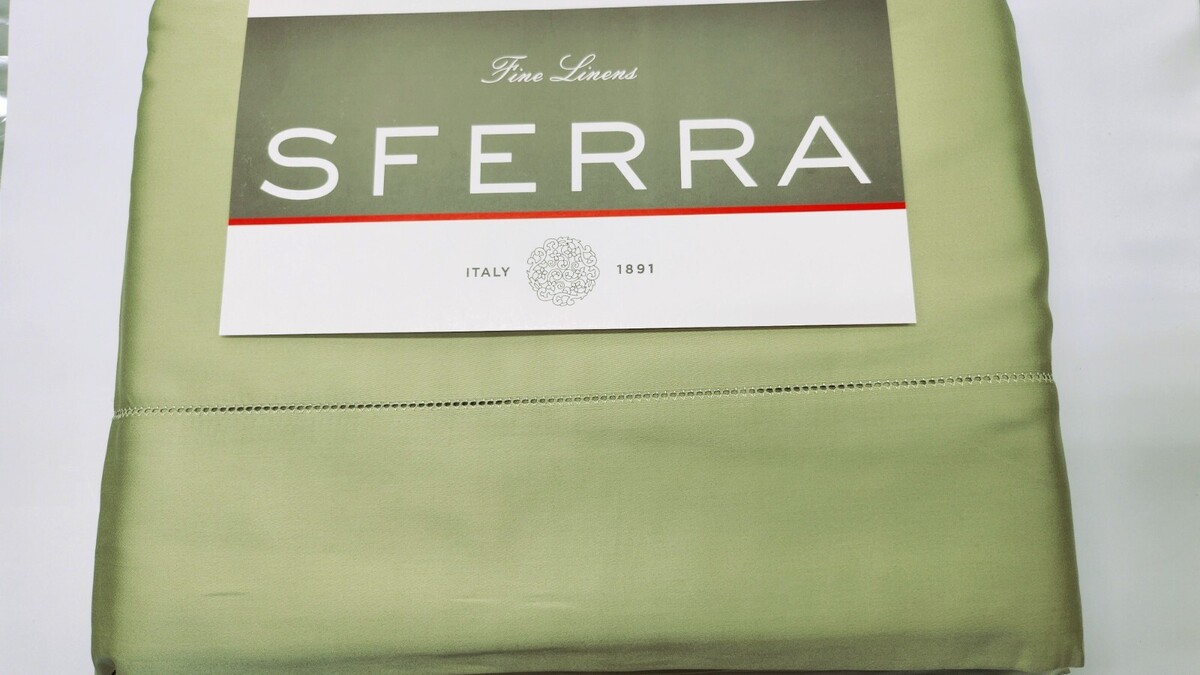 Fine Linens
SFERRA
ITALY 1891